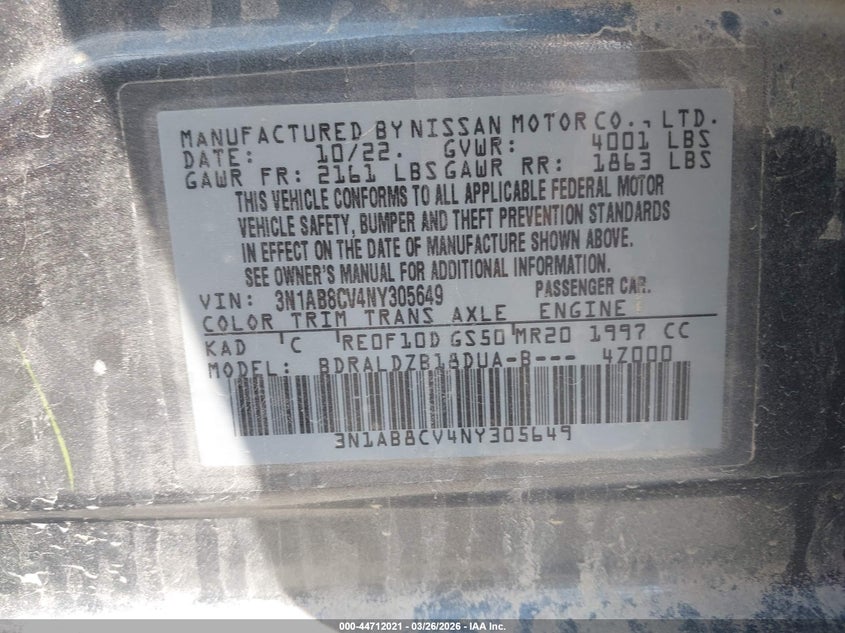 MANUFACTURED BY NISSAN MOTOR CO., LTD.
DATE: 10/22. GVWR: 4001 LBS
GAWR FR: 2161 LBS GAWR RR: 1863 LBS
THIS VEHICLE CONFORMS TO ALL APPLICABLE FEDERAL MOTOR
VEHICLE SAFETY, BUMPER AND THEFT PREVENTION STANDARDS
IN EFFECT ON THE DATE OF MANUFACTURE SHOWN ABOVE.
SEE OWNER'S MANUAL FOR ADDITIONAL INFORMATION.
VIN: 3N1AB8CV4NY305649 PASSENGER CAR.
COLOR TRIM TRANS AXLE ENGINE
KAD C RE0F10D GS50 MR20 1997 CC
MODEL: BDRALDZB18DUA-B--- 4Z000
3N1AB8CV4NY305649
000-44712021 | 03/26/2026 - IAA Inc.